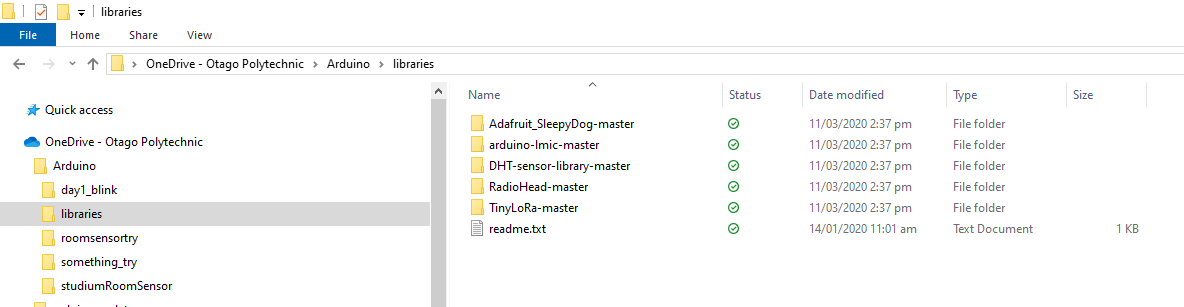 libraries
File Home Share View
OneDrive - Otago Polytechnic Arduino libraries
Name Status Date modified Type Size
Quick access
OneDrive - Otago Polytechnic
Arduino
day1_blink
libraries
roomsensortry
something_try
studiumRoomSensor
Adafruit_SleepyDog-master 11/03/2020 2:37 pm File folder
arduino-lmic-master 11/03/2020 2:37 pm File folder
DHT-sensor-library-master 11/03/2020 2:37 pm File folder
RadioHead-master 11/03/2020 2:37 pm File folder
TinyLoRa-master 11/03/2020 2:37 pm File folder
readme.txt 14/01/2020 11:01 am Text Document 1 KB